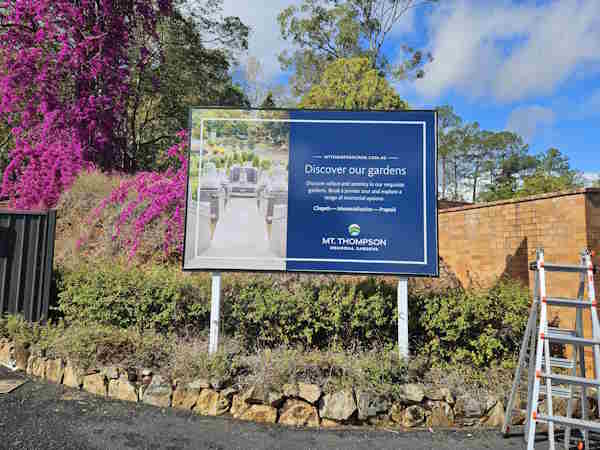 MTTHOMPSONCREM.COM.AU
Discover our gardens
Discover solace and serenity in our exquisite
gardens. Book a private tour and explore a
range of memorial options.
Chapels—Memorialisation—Prepaid
MT. THOMPSON
MEMORIAL GARDENS